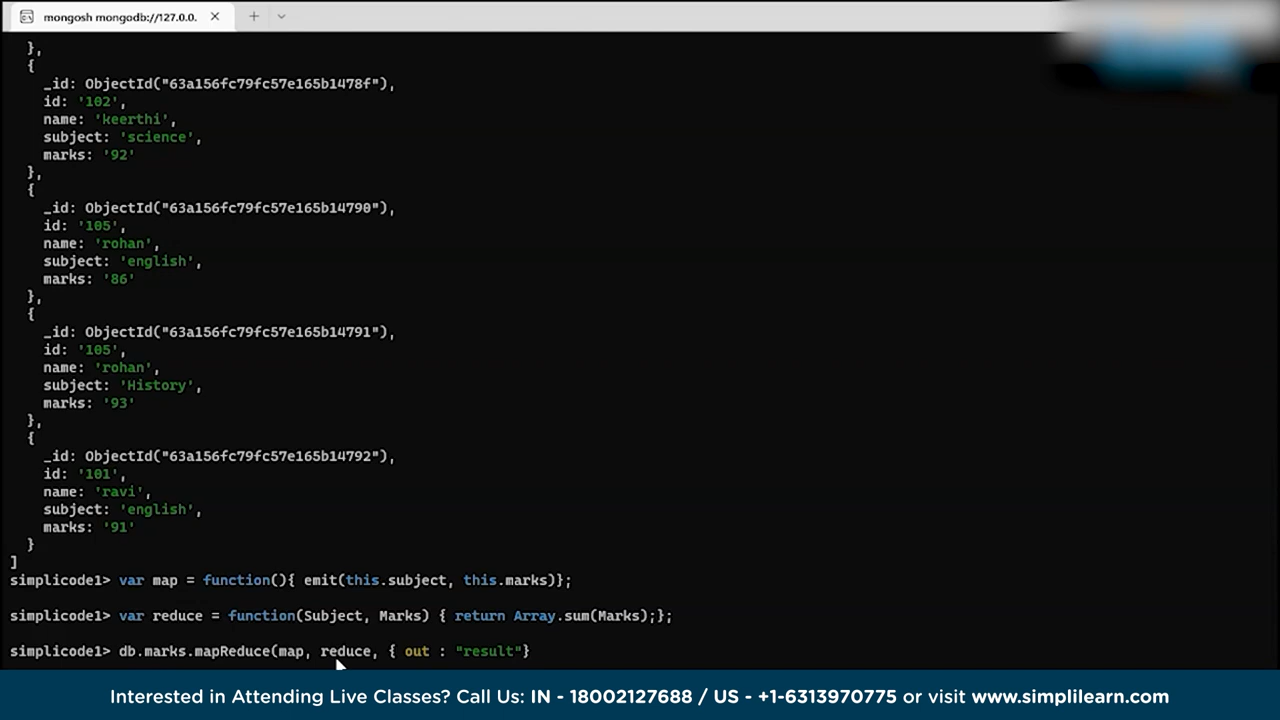 mongosh mongodb://127.0.0.
},
{
_id: ObjectId("63a156fc79fc57e165b1478f"),
id: '102',
name: 'keerthi',
subject: 'science',
marks: '92'
},
{
_id: ObjectId("63a156fc79fc57e165b14790"),
id: '105',
name: 'rohan',
subject: 'english',
marks: '86'
},
{
_id: ObjectId("63a156fc79fc57e165b14791"),
id: '105',
name: 'rohan',
subject: 'History',
marks: '93'
},
{
_id: ObjectId("63a156fc79fc57e165b14792"),
id: '101',
name: 'ravi',
subject: 'english',
marks: '91'
}
]
simplicode1> var map = function(){ emit(this.subject, this.marks)};
simplicode1> var reduce = function(Subject, Marks) { return Array.sum(Marks);};
simplicode1> db.marks.mapReduce(map, reduce, { out : "result"}
Interested in Attending Live Classes? Call Us: IN - 18002127688 / US - +1-6313970775 or visit www.simplilearn.com